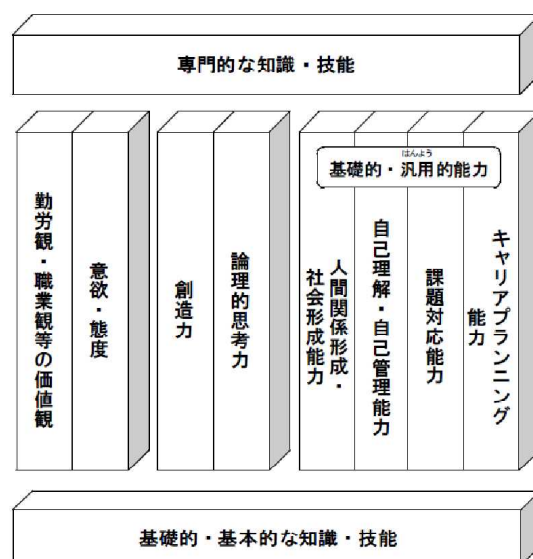 専門的な知識・技能
はんよう
基礎的・汎用的能力
勤労観・職業観等の価値観
意欲・態度
創造力
論理的思考力
人間関係形成・
社会形成能力
自己理解・自己管理能力
課題対応能力
キャリアプランニング
能力
基礎的・基本的な知識・技能